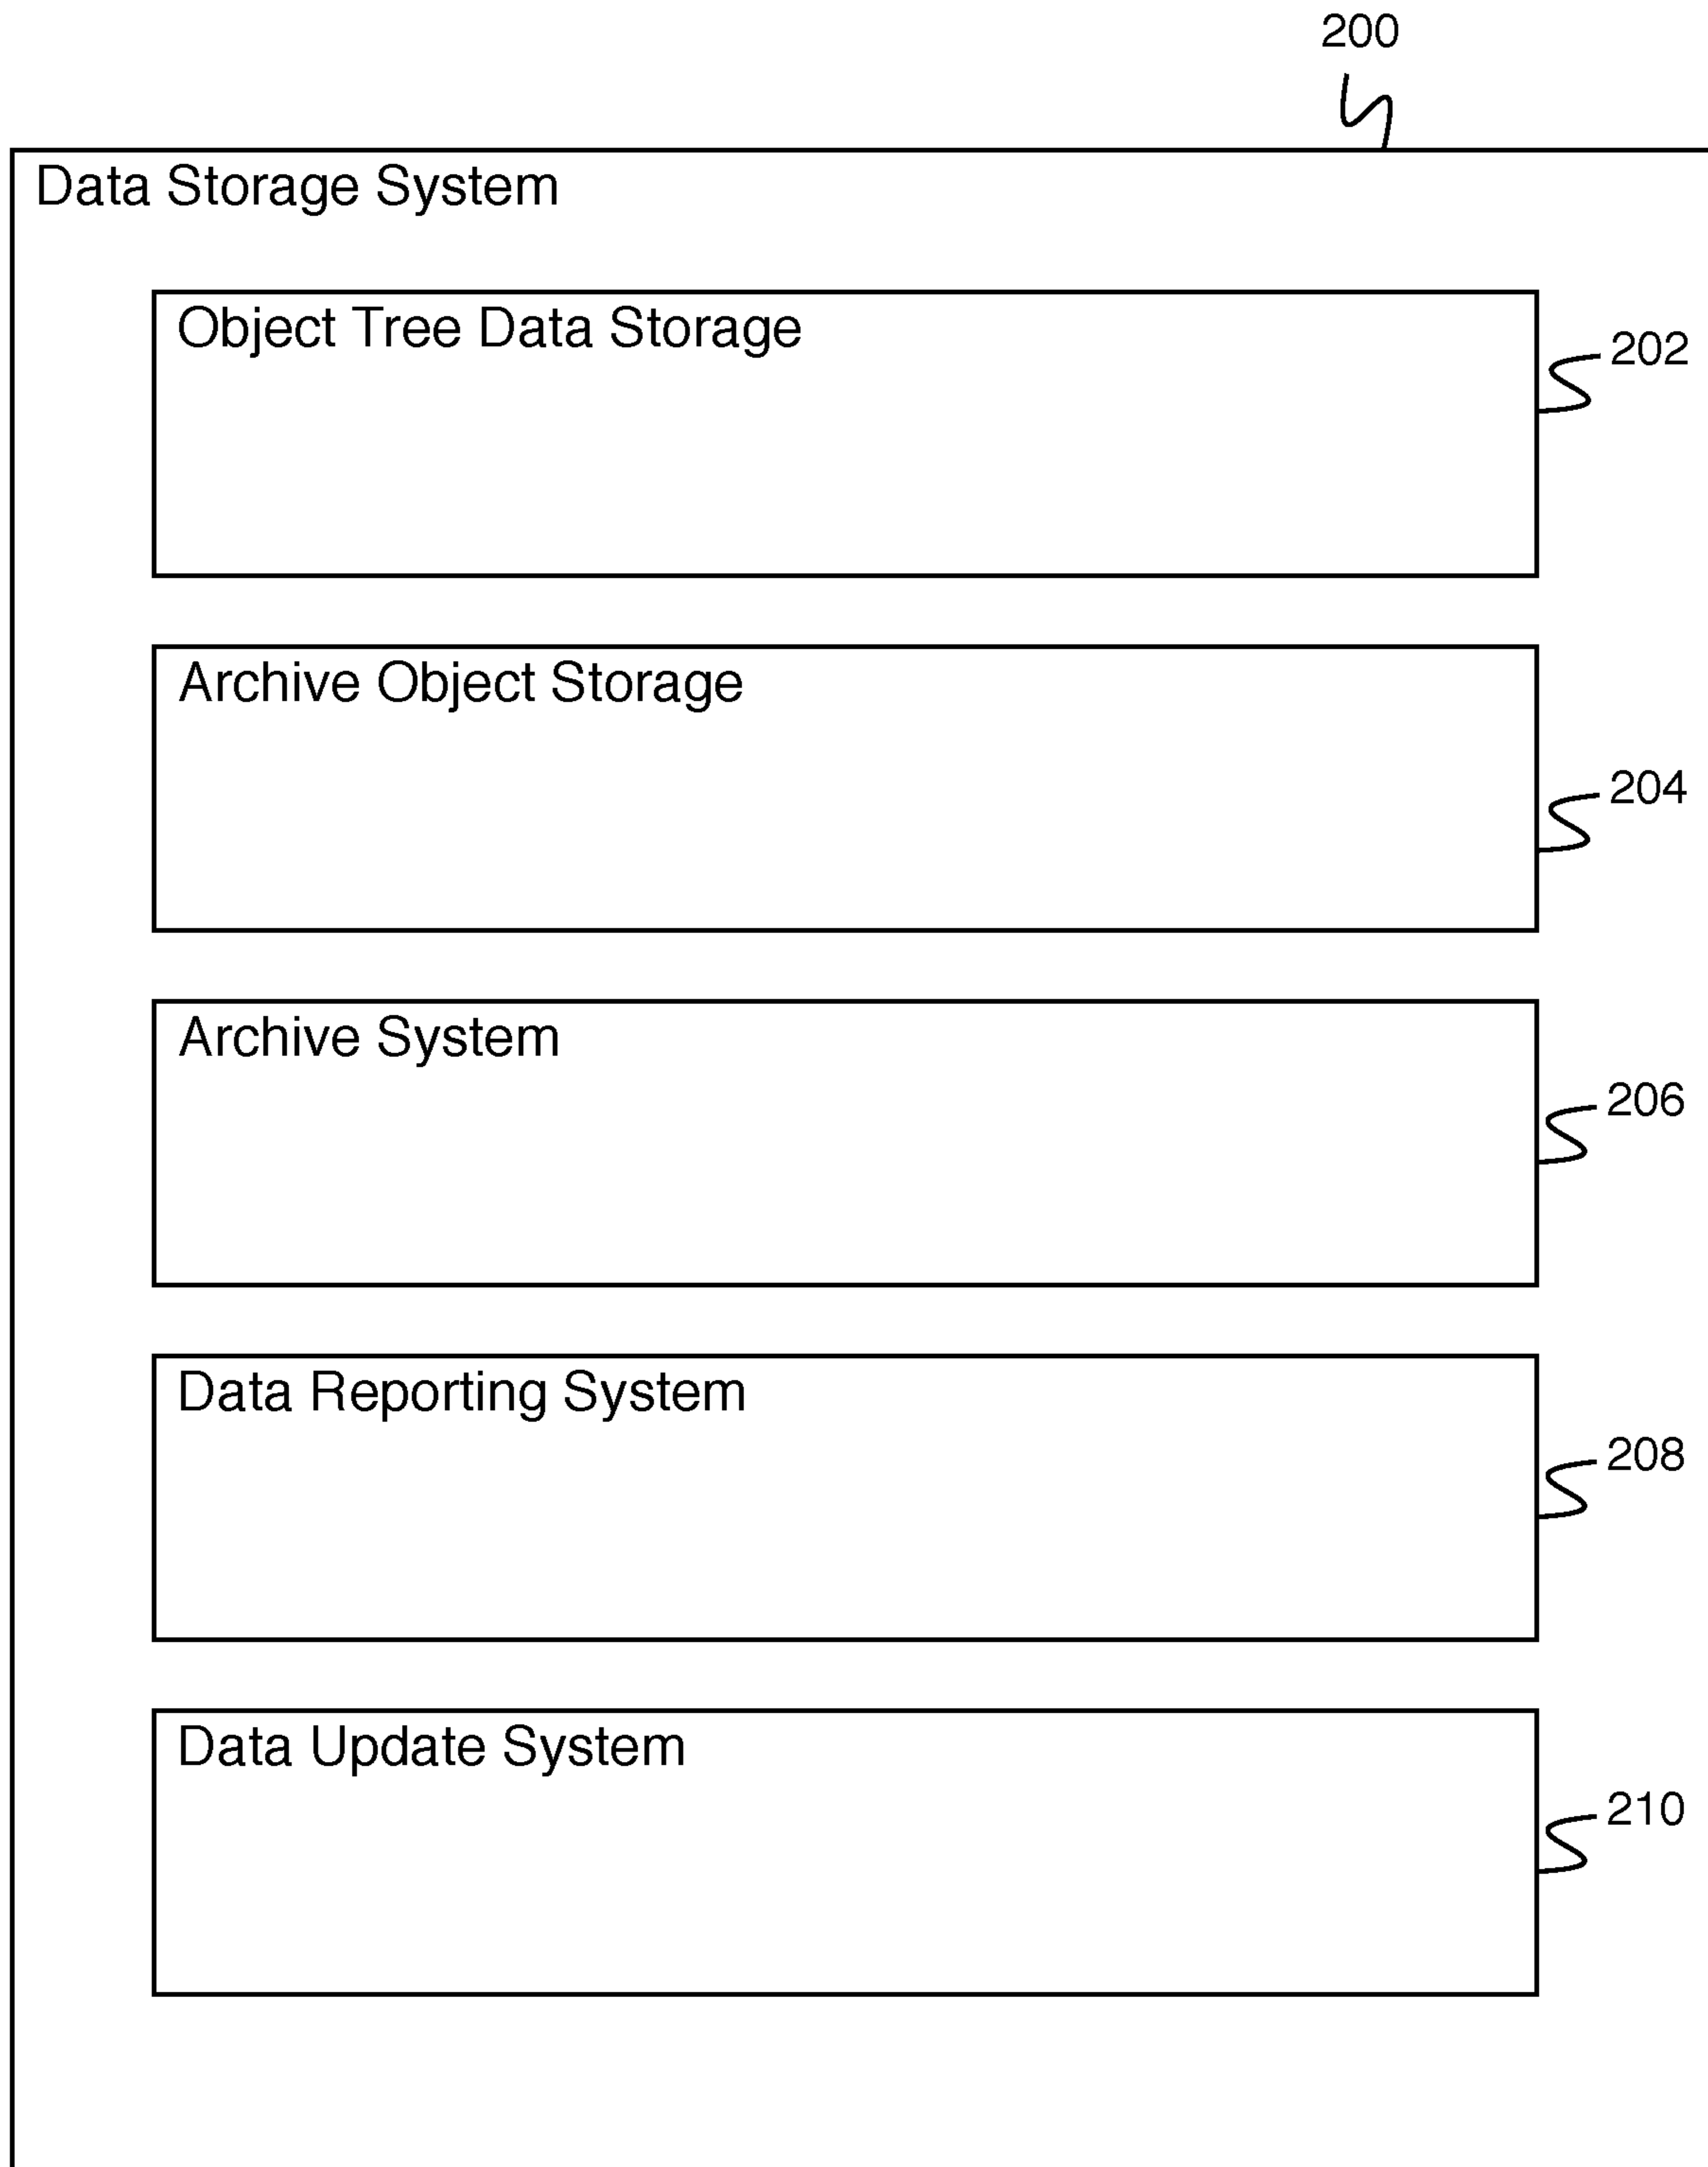 200
Data Storage System
Object Tree Data Storage
202
Archive Object Storage
204
Archive System
206
Data Reporting System
208
Data Update System
210